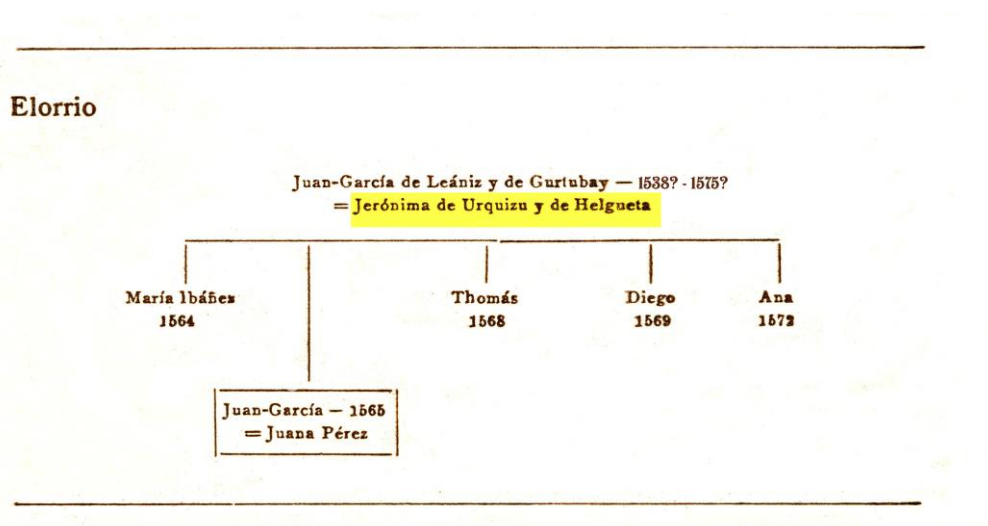 Elorrio
Juan-García de Leániz y de Gurtubay — 1538? - 1575?
= Jerónima de Urquizu y de Helgueta
María Ibáñez
1564
Thomás
1568
Diego
1569
Ana
1572
Juan-García — 1565
= Juana Pérez